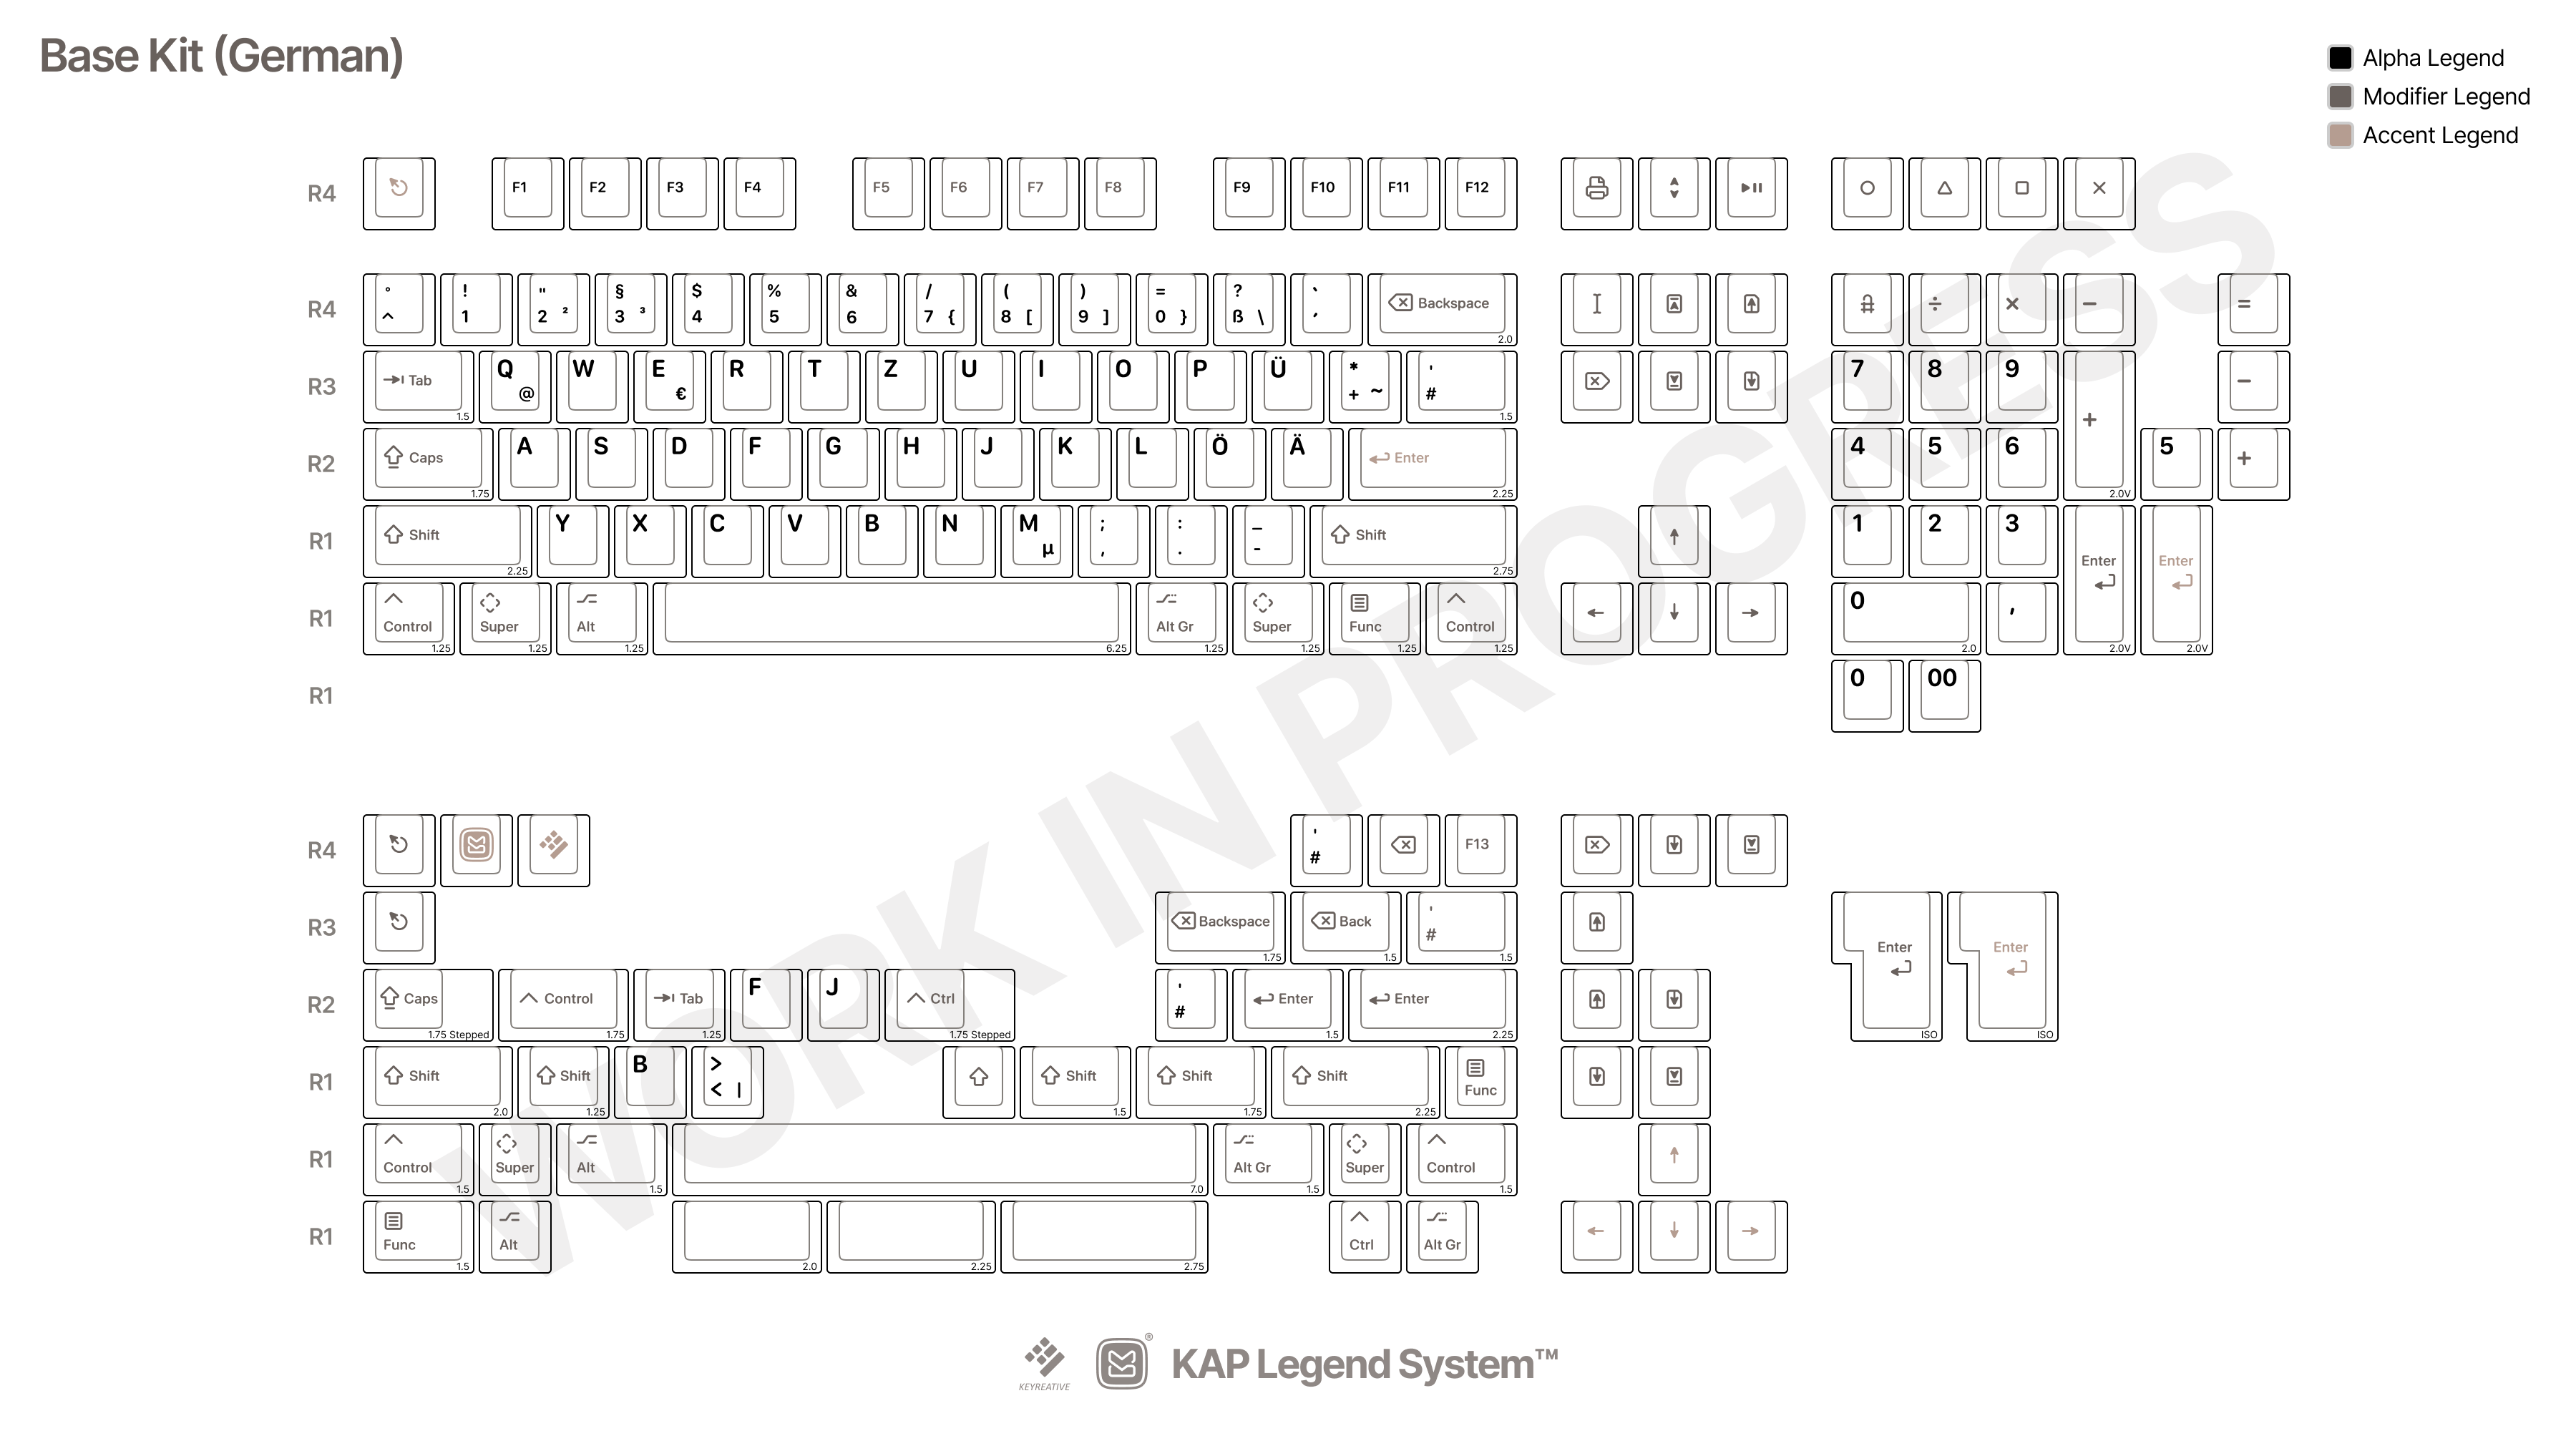 Base Kit (German)
Alpha Legend
Modifier Legend
Accent Legend
R4 F1 F2 F3 F4 F5 F6 F7 F8 F9 F10 F11 F12
° ! " § $ % & / ( ) = ? `
R4 ^ 1 2 ² 3 ³ 4 5 6 7 { 8 [ 9 ] 0 } ß \ ´ Backspace ÷ × − =
2.0
R3 Tab Q @ W E € R T Z U I O P Ü * + ~ ' # 7 8 9 + −
1.5 1.5
R2 Caps A S D F G H J K L Ö Ä Enter 4 5 6 5 +
1.75 2.25 2.0V
R1 Shift Y X C V B N M µ ; , : . _ - Shift ↑ 1 2 3 Enter Enter
2.25 2.75
R1 Control Super Alt Alt Gr Super Func Control ← ↓ → 0 ,
1.25 1.25 1.25 6.25 1.25 1.25 1.25 1.25 2.0 2.0V 2.0V
R1 0 00
WORK IN PROGRESS
R4 ' # F13
R3 Backspace Back ' # Enter Enter
1.75 1.5 1.5
R2 Caps Control Tab F J Ctrl ' # Enter Enter
1.75 Stepped 1.75 1.25 1.75 Stepped 1.5 2.25 ISO ISO
R1 Shift Shift B > < | Shift Shift Shift Func
2.0 1.25 1.5 1.75 2.25
R1 Control Super Alt Alt Gr Super Control ↑
1.5 1.5 7.0 1.5 1.5
R1 Func Alt Ctrl Alt Gr ← ↓ →
1.5 2.0 2.25 2.75
KEYREATIVE
® KAP Legend System™